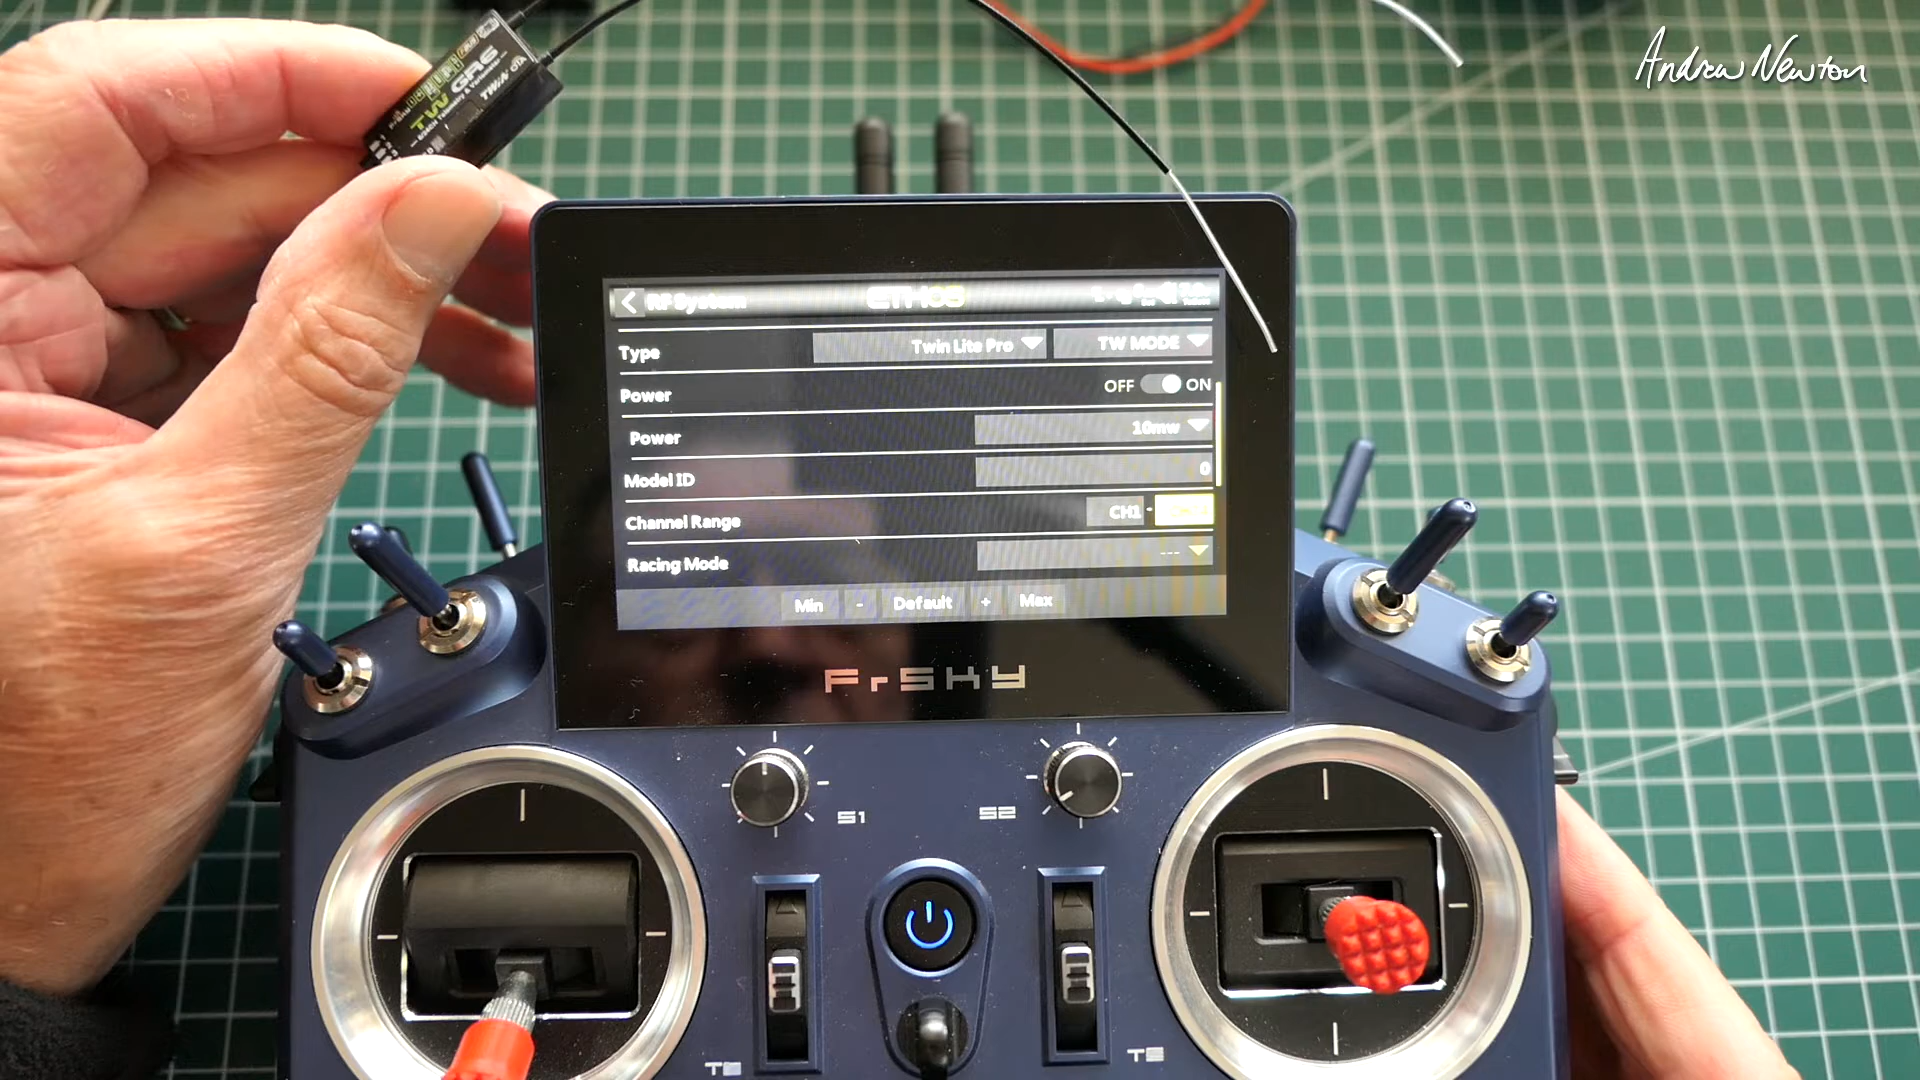 Andrew Newton
TW GR6
RF System ETHOS
Type Twin Lite Pro TW MODE
Power OFF ON
Power 10mw
Model ID 0
Channel Range CH1 -
Racing Mode ---
Min - Default + Max
FrSKY
S1 S2